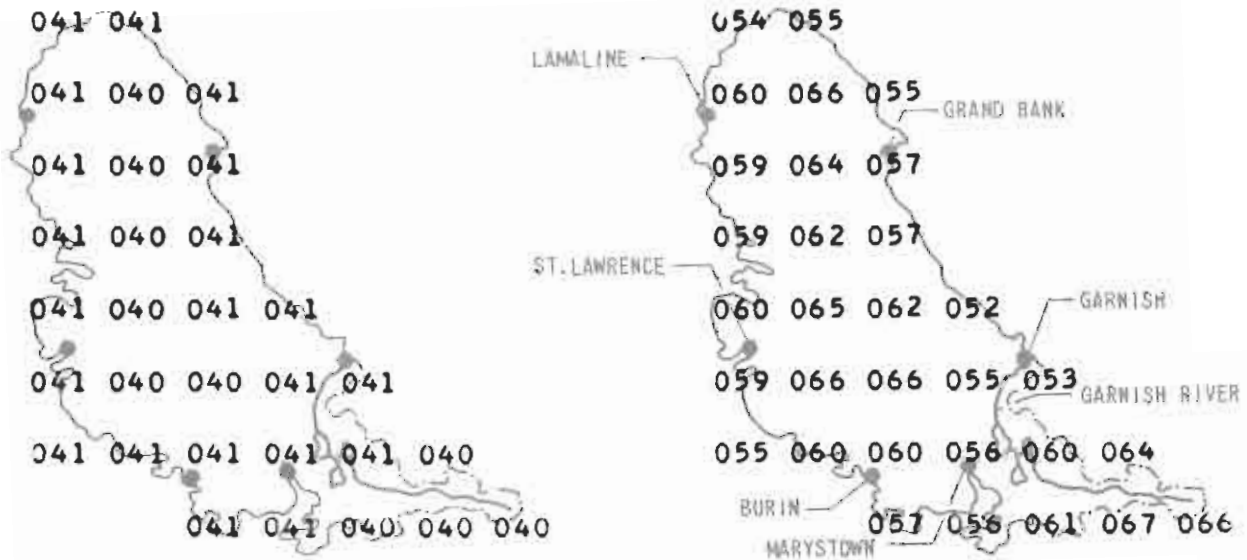 041 041
041 040 041
041 040 041
041 040 041
041 040 041 041
041 040 040 041 041
041 041 041 041 041 040
041 041 040 040 040
054 055
LAMALINE
060 066 055
GRAND BANK
059 064 057
059 062 057
ST.LAWRENCE
060 065 062 052
GARNISH
059 066 066 055 053
GARNISH RIVER
055 060 060 056 060 064
BURIN
057 056 061 067 066
MARYSTOWN